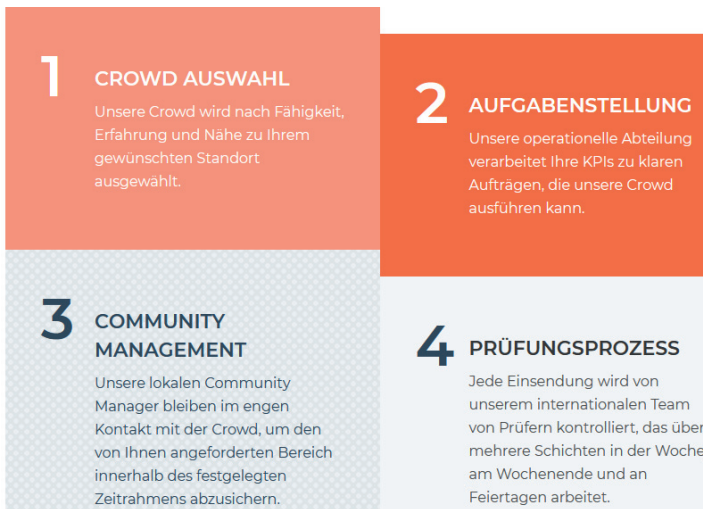 1
CROWD AUSWAHL
Unsere Crowd wird nach Fähigkeit,
Erfahrung und Nähe zu Ihrem
gewünschten Standort
ausgewählt.
2
AUFGABENSTELLUNG
Unsere operationelle Abteilung
verarbeitet Ihre KPIs zu klaren
Aufträgen, die unsere Crowd
ausführen kann.
3
COMMUNITY
MANAGEMENT
Unsere lokalen Community
Manager bleiben im engen
Kontakt mit der Crowd, um den
von Ihnen angeforderten Bereich
innerhalb des festgelegten
Zeitrahmens abzusichern.
4
PRÜFUNGSPROZESS
Jede Einsendung wird von
unserem internationalen Team
von Prüfern kontrolliert, das über
mehrere Schichten in der Woche
am Wochenende und an
Feiertagen arbeitet.